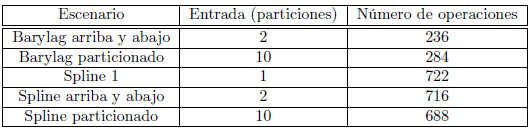 Escenario Entrada (particiones) Número de operaciones
Barylag arriba y abajo 2 236
Barylag particionado 10 284
Spline 1 1 722
Spline arriba y abajo 2 716
Spline particionado 10 688